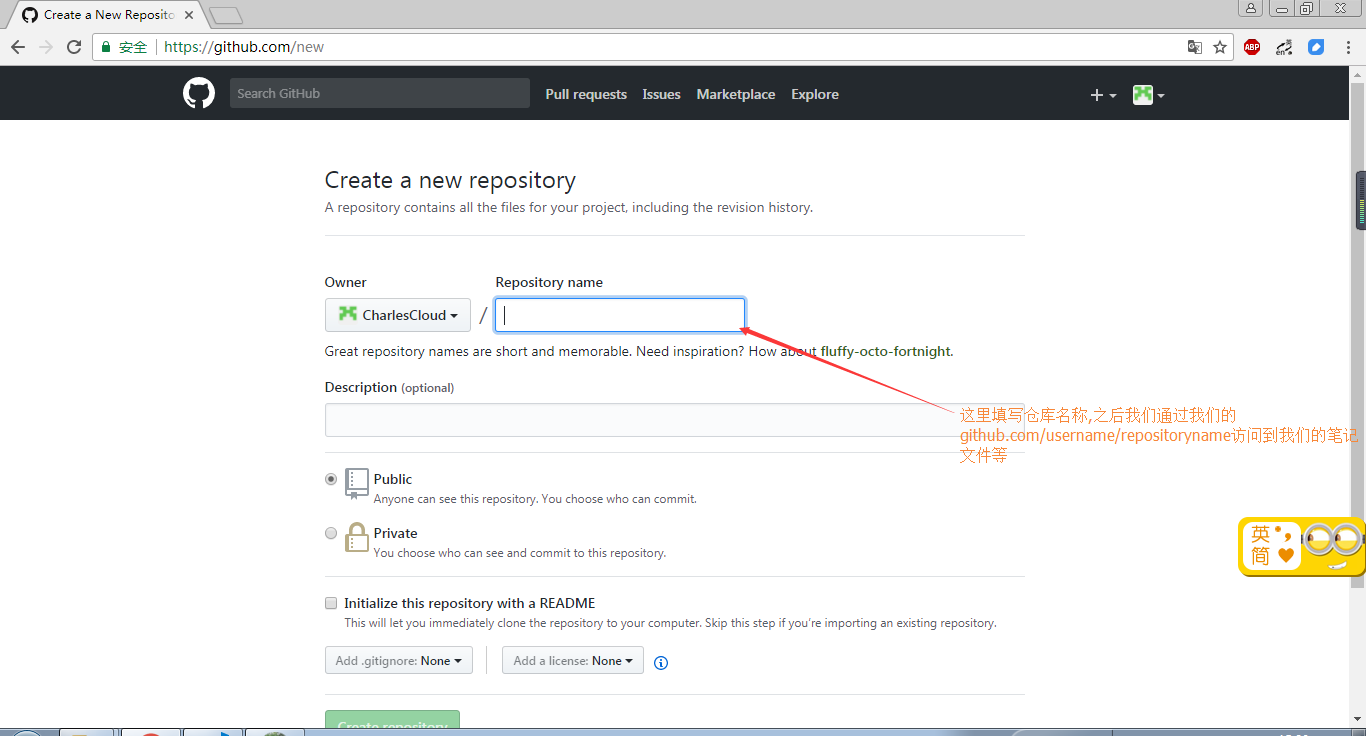 Create a New Reposito
安全 https://github.com/new
ABP
en
Search GitHub
Pull requests Issues Marketplace Explore
Create a new repository
A repository contains all the files for your project, including the revision history.
Owner Repository name
CharlesCloud /
Great repository names are short and memorable. Need inspiration? How about fluffy-octo-fortnight.
Description (optional)
这里填写仓库名称,之后我们通过我们的
github.com/username/repositoryname访问到我们的笔记
文件等
Public
Anyone can see this repository. You choose who can commit.
Private
You choose who can see and commit to this repository.
英
简
Initialize this repository with a README
This will let you immediately clone the repository to your computer. Skip this step if you're importing an existing repository.
Add .gitignore: None Add a license: None
Create repository